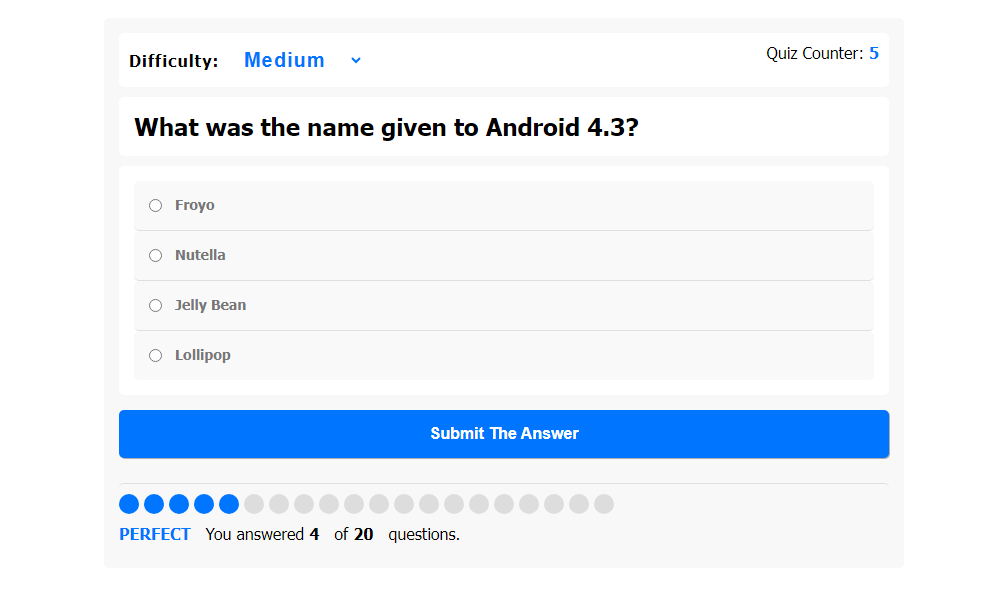 Difficulty: Medium Quiz Counter: 5
What was the name given to Android 4.3?
Froyo
Nutella
Jelly Bean
Lollipop
Submit The Answer
PERFECT You answered 4 of 20 questions.